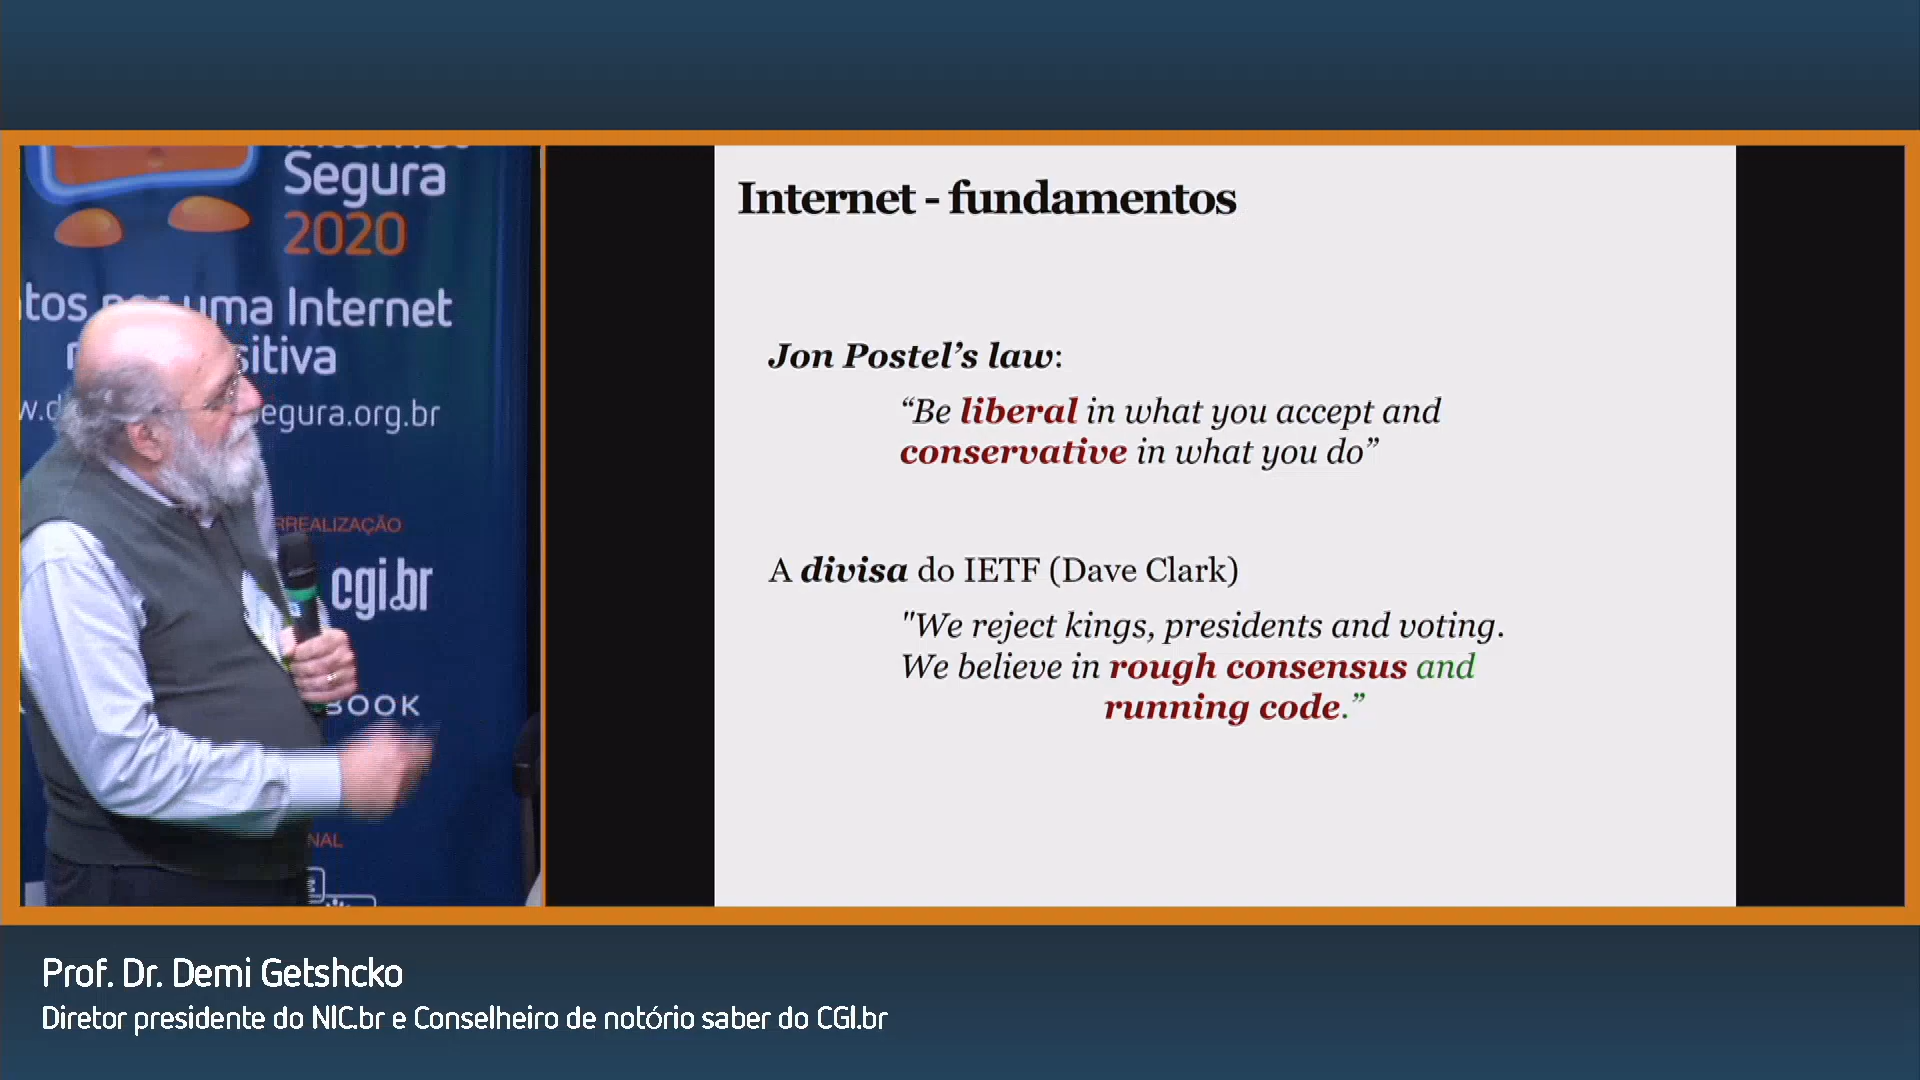 Segura
2020
tos por uma Internet
sitiva
egura.org.br
REALIZAÇÃO
cgi.br
BOOK
NAL
Internet - fundamentos
Jon Postel’s law:
“Be liberal in what you accept and
conservative in what you do”
A divisa do IETF (Dave Clark)
"We reject kings, presidents and voting.
We believe in rough consensus and
running code.”
Prof. Dr. Demi Getshcko
Diretor presidente do NIC.br e Conselheiro de notório saber do CGI.br